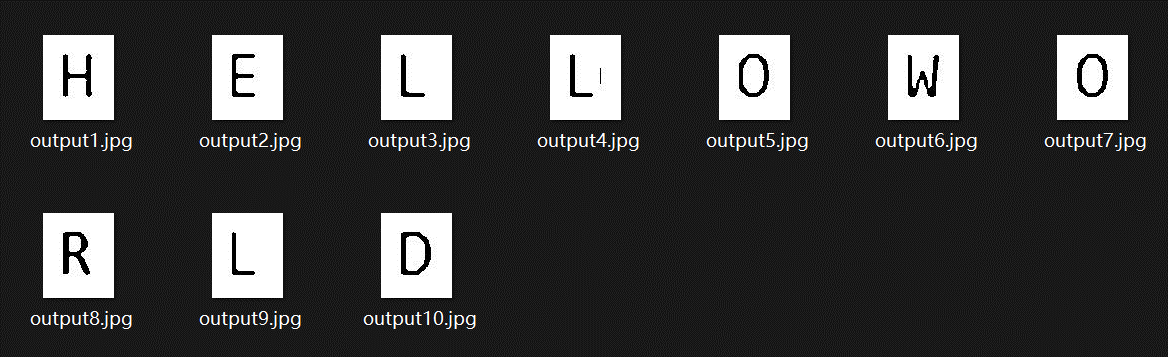 H E L L O W O
output1.jpg output2.jpg output3.jpg output4.jpg output5.jpg output6.jpg output7.jpg
R L D
output8.jpg output9.jpg output10.jpg